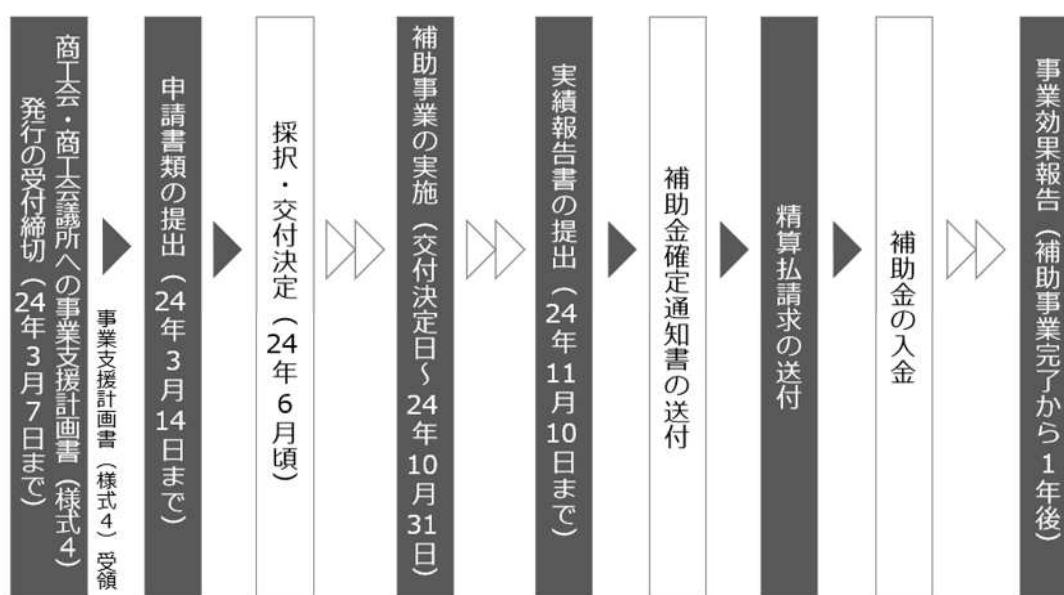 商工会・商工会議所への事業支援計画書（様式4）
発行の受付締切（24年3月7日まで）
事業支援計画書（様式4）受領
申請書類の提出（24年3月14日まで）
採択・交付決定（24年6月頃）
補助事業の実施（交付決定日～24年10月31日）
実績報告書の提出（24年11月10日まで）
補助金確定通知書の送付
精算払請求の送付
補助金の入金
事業効果報告（補助事業完了から1年後）